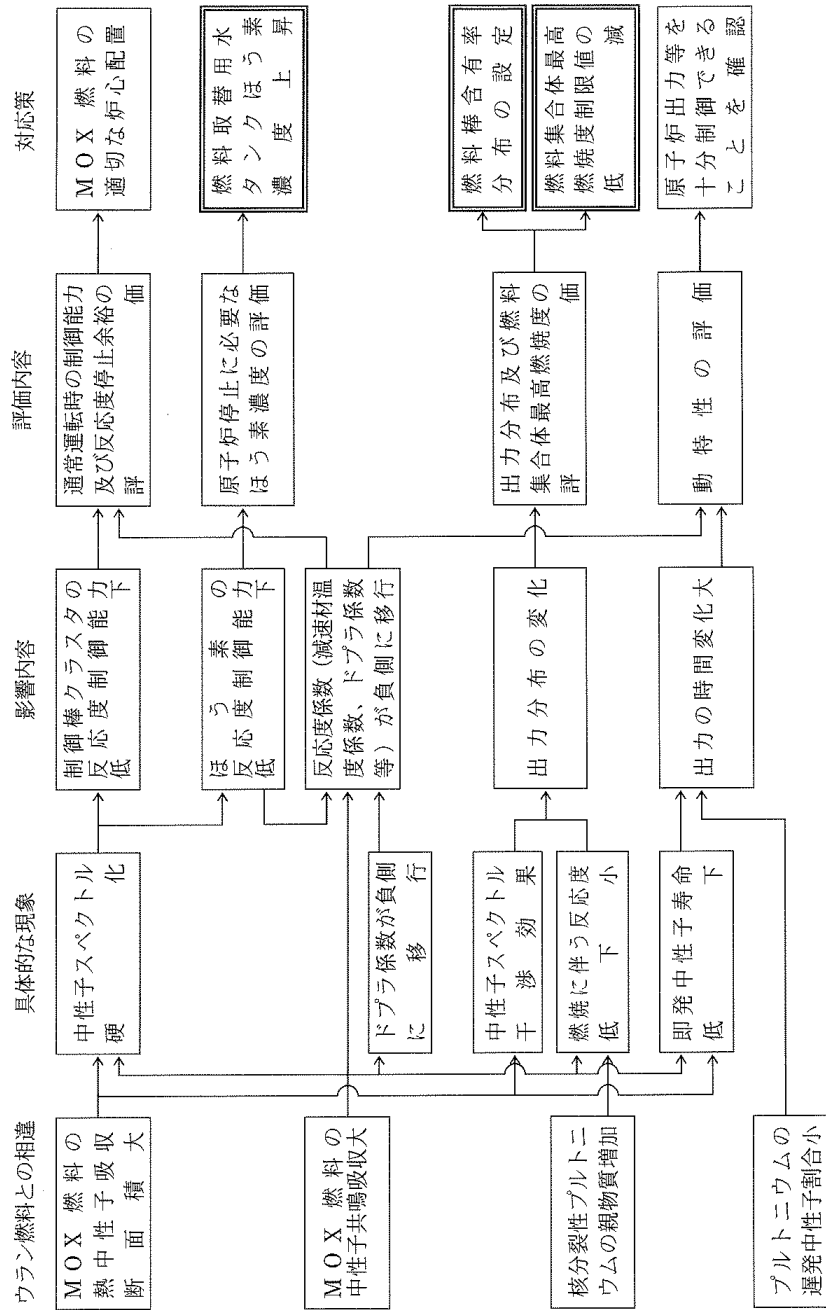 ウラン燃料との相違
具体的な現象
影響内容
評価内容
対応策
MOX 燃料の
熱中性子吸収
断面積大
MOX 燃料の
中性子共鳴吸収大
核分裂性プルトニ
ウムの親物質増加
プルトニウムの
遅発中性子割合小
中性子スペクトル
硬化
ドプラ係数が負側
に移行
中性子スペクトル
干渉効果
燃焼に伴う反応度
低下小
即発中性子寿命
低下
制御棒クラスタの
反応度制御能力
低下
ほう素の
反応度制御能力
低下
反応度係数(減速材温
度係数、ドプラ係数
等)が負側に移行
出力分布の変化
出力の時間変化大
通常運転時の制御能力
及び反応度停止余裕の
評価
原子炉停止に必要な
ほう素濃度の評価
出力分布及び燃料
集合体最高燃焼度の
評価
動特性の評価
MOX 燃料の
適切な炉心配置
燃料取替用水
タンクほう素
濃度上昇
燃料棒含有率
分布の設定
燃料集合体最高
燃焼度制限値の
低減
原子炉出力等を
十分制御できる
ことを確認